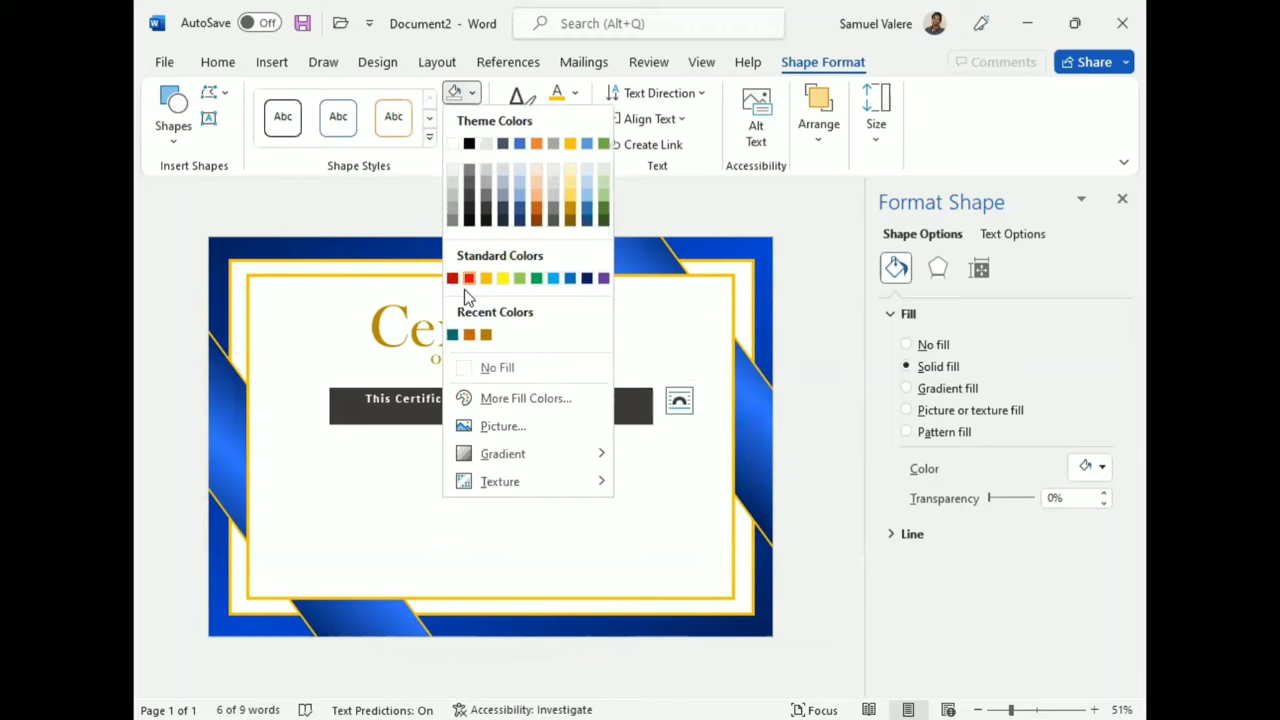 AutoSave Off Document2 - Word Search (Alt+Q) Samuel Valere
File Home Insert Draw Design Layout References Mailings Review View Help Shape Format Comments Share
Shapes
Insert Shapes
Abc Abc Abc
Shape Styles
Text Direction
Align Text
Create Link
Text
Alt
Text
Accessibility
Arrange
Size
Theme Colors
Standard Colors
Recent Colors
No Fill
More Fill Colors...
Picture...
Gradient
Texture
Cer
o
This Certific
Format Shape
Shape Options Text Options
Fill
No fill
Solid fill
Gradient fill
Picture or texture fill
Pattern fill
Color
Transparency 0%
Line
Page 1 of 1 6 of 9 words Text Predictions: On Accessibility: Investigate Focus 51%